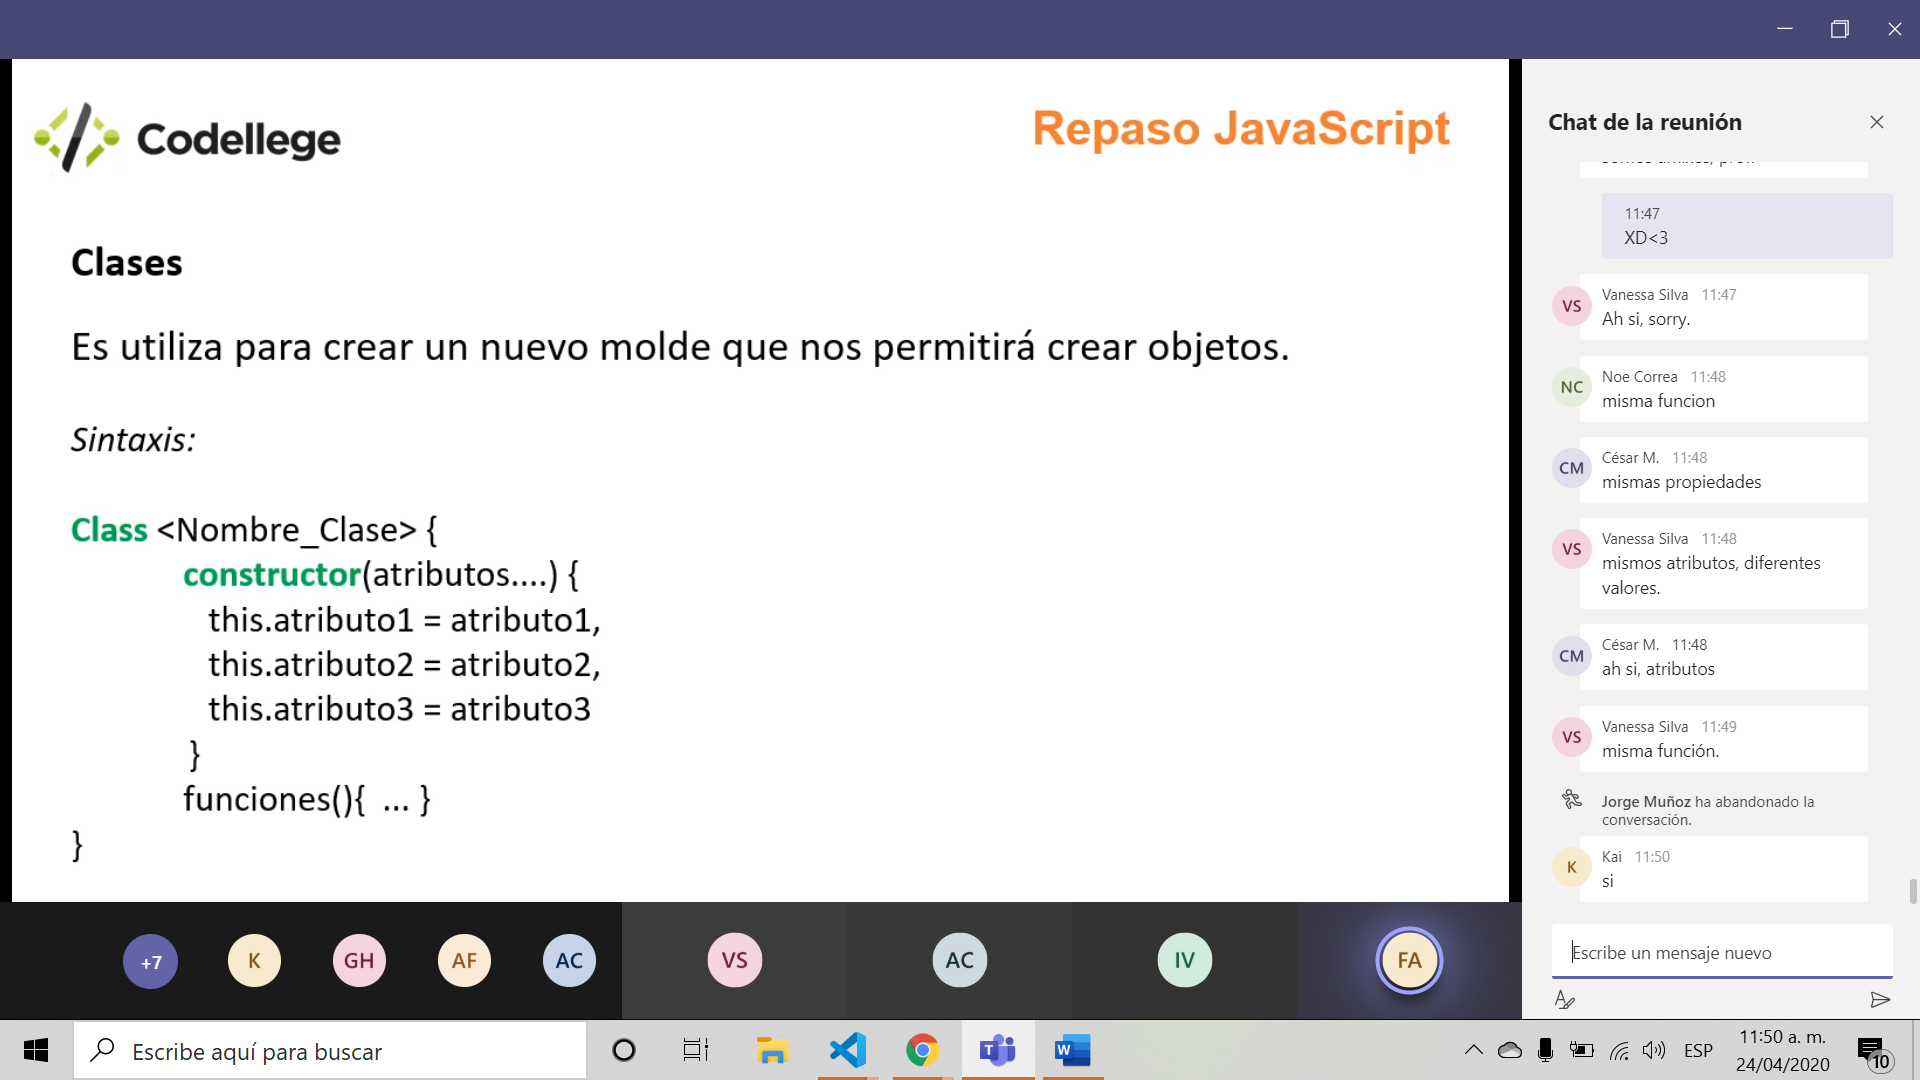 Codellege
Repaso JavaScript
Clases
Es utiliza para crear un nuevo molde que nos permitirá crear objetos.
Sintaxis:
Class <Nombre_Clase> {
constructor(atributos....) {
this.atributo1 = atributo1,
this.atributo2 = atributo2,
this.atributo3 = atributo3
}
funciones(){ ... }
}
+7
K
GH
AF
AC
VS
AC
IV
FA
Chat de la reunión
11:47
XD<3
VS
Vanessa Silva 11:47
Ah si, sorry.
NC
Noe Correa 11:48
misma funcion
CM
César M. 11:48
mismas propiedades
VS
Vanessa Silva 11:48
mismos atributos, diferentes
valores.
CM
César M. 11:48
ah si, atributos
VS
Vanessa Silva 11:49
misma función.
Jorge Muñoz ha abandonado la
conversación.
K
Kai 11:50
si
Escribe un mensaje nuevo
Escribe aquí para buscar
ESP
11:50 a. m.
24/04/2020
10